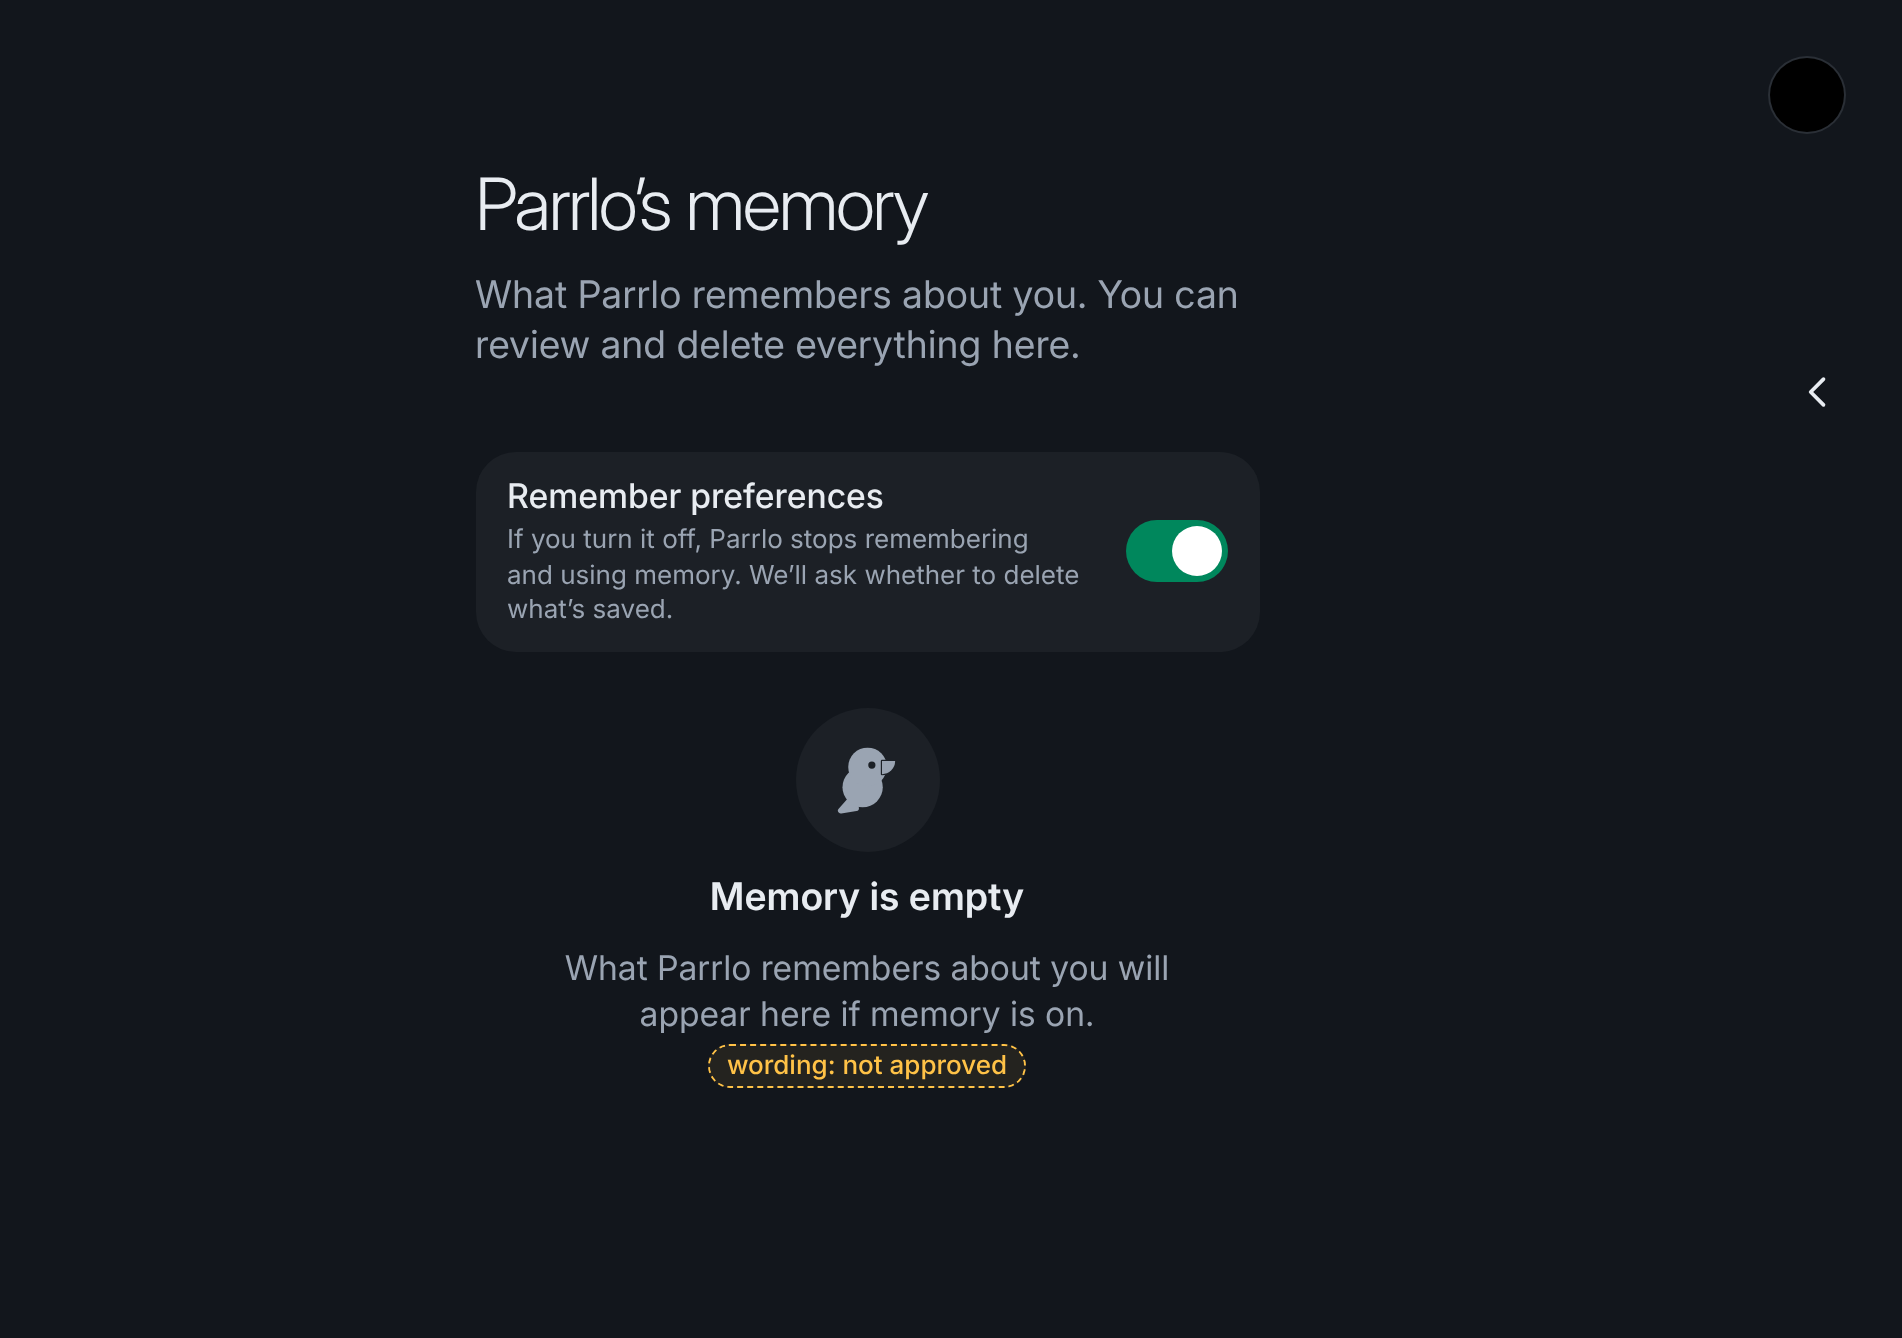 Parrlo’s memory
What Parrlo remembers about you. You can
review and delete everything here.
Remember preferences
If you turn it off, Parrlo stops remembering
and using memory. We’ll ask whether to delete
what’s saved.
Memory is empty
What Parrlo remembers about you will
appear here if memory is on.
wording: not approved